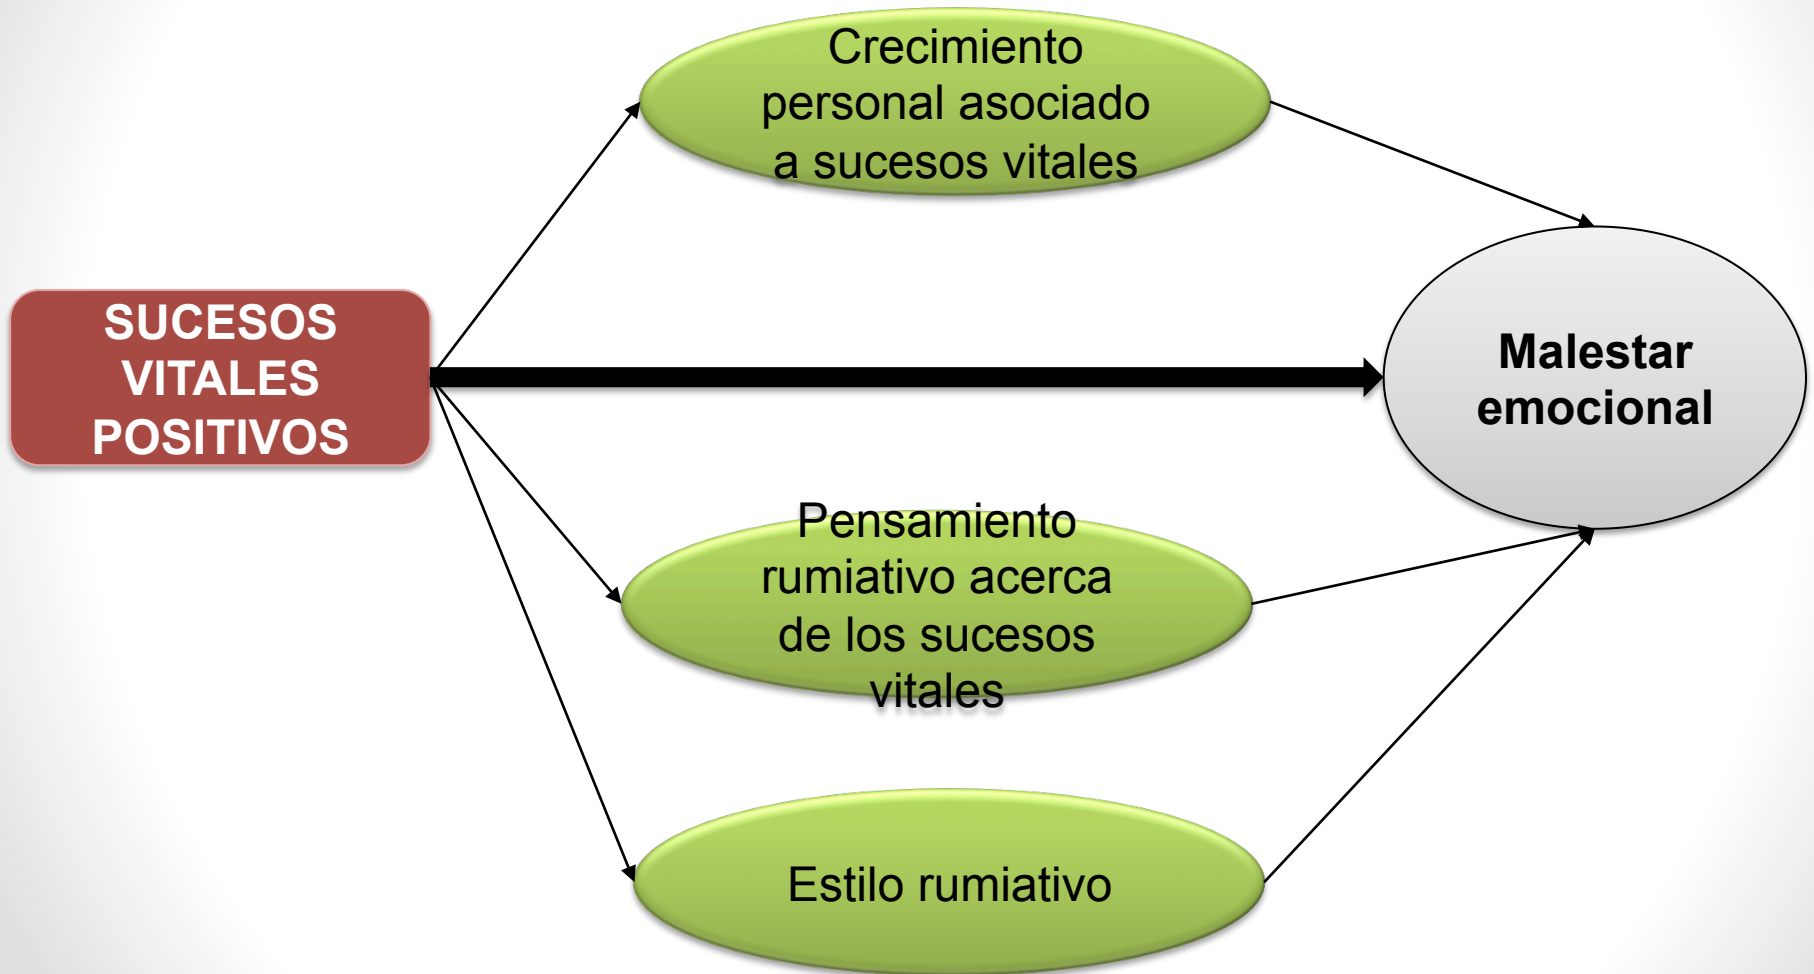 Crecimiento
personal asociado
a sucesos vitales
SUCESOS
VITALES
POSITIVOS
Malestar
emocional
Pensamiento
rumiativo acerca
de los sucesos
vitales
Estilo rumiativo